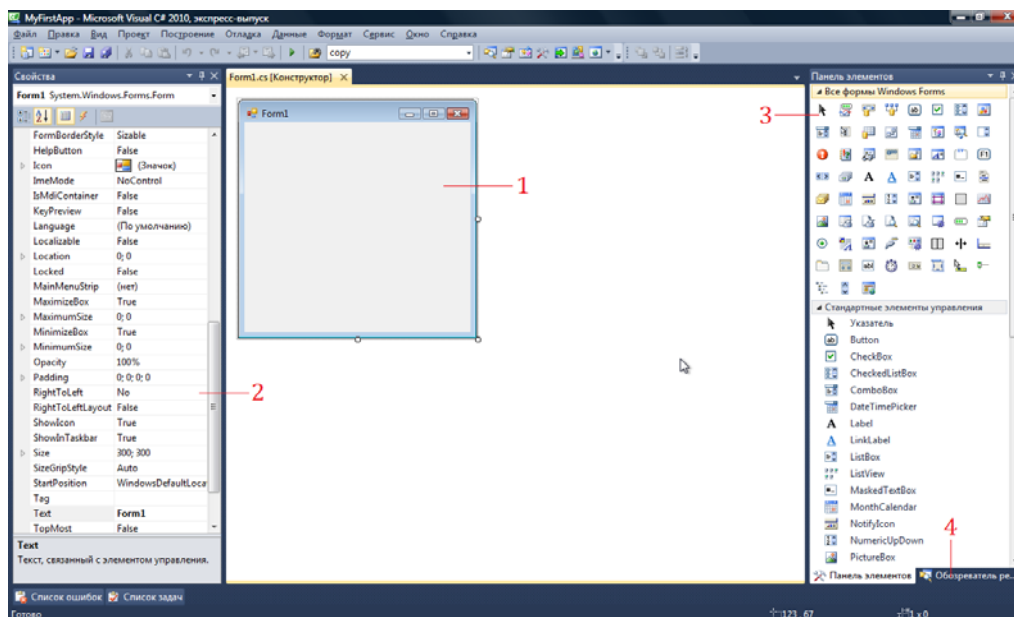 MyFirstApp - Microsoft Visual C# 2010, экспресс-выпуск
Файл Правка Вид Проект Построение Отладка Данные Формат Сервис Окно Справка
copy
Свойства
Form1 System.Windows.Forms.Form
FormBorderStyle Sizable
HelpButton False
Icon (Значок)
ImeMode NoControl
IsMdiContainer False
KeyPreview False
Language (По умолчанию)
Localizable False
Location 0; 0
Locked False
MainMenuStrip (нет)
MaximizeBox True
MaximumSize 0; 0
MinimizeBox True
MinimumSize 0; 0
Opacity 100%
Padding 0; 0; 0; 0
RightToLeft No
RightToLeftLayout False
ShowIcon True
ShowInTaskbar True
Size 300; 300
SizeGripStyle Auto
StartPosition WindowsDefaultLoca
Tag
Text Form1
TopMost False
Text
Текст, связанный с элементом управления.
2
Form1.cs [Конструктор]
Form1
1
Панель элементов
Все формы Windows Forms
3
Стандартные элементы управления
Указатель
Button
CheckBox
CheckedListBox
ComboBox
DateTimePicker
Label
LinkLabel
ListBox
ListView
MaskedTextBox
MonthCalendar
NotifyIcon
NumericUpDown
PictureBox
4
Панель элементов Обозреватель ре...
Список ошибок Список задач
Готово 123, 67 1 x 0